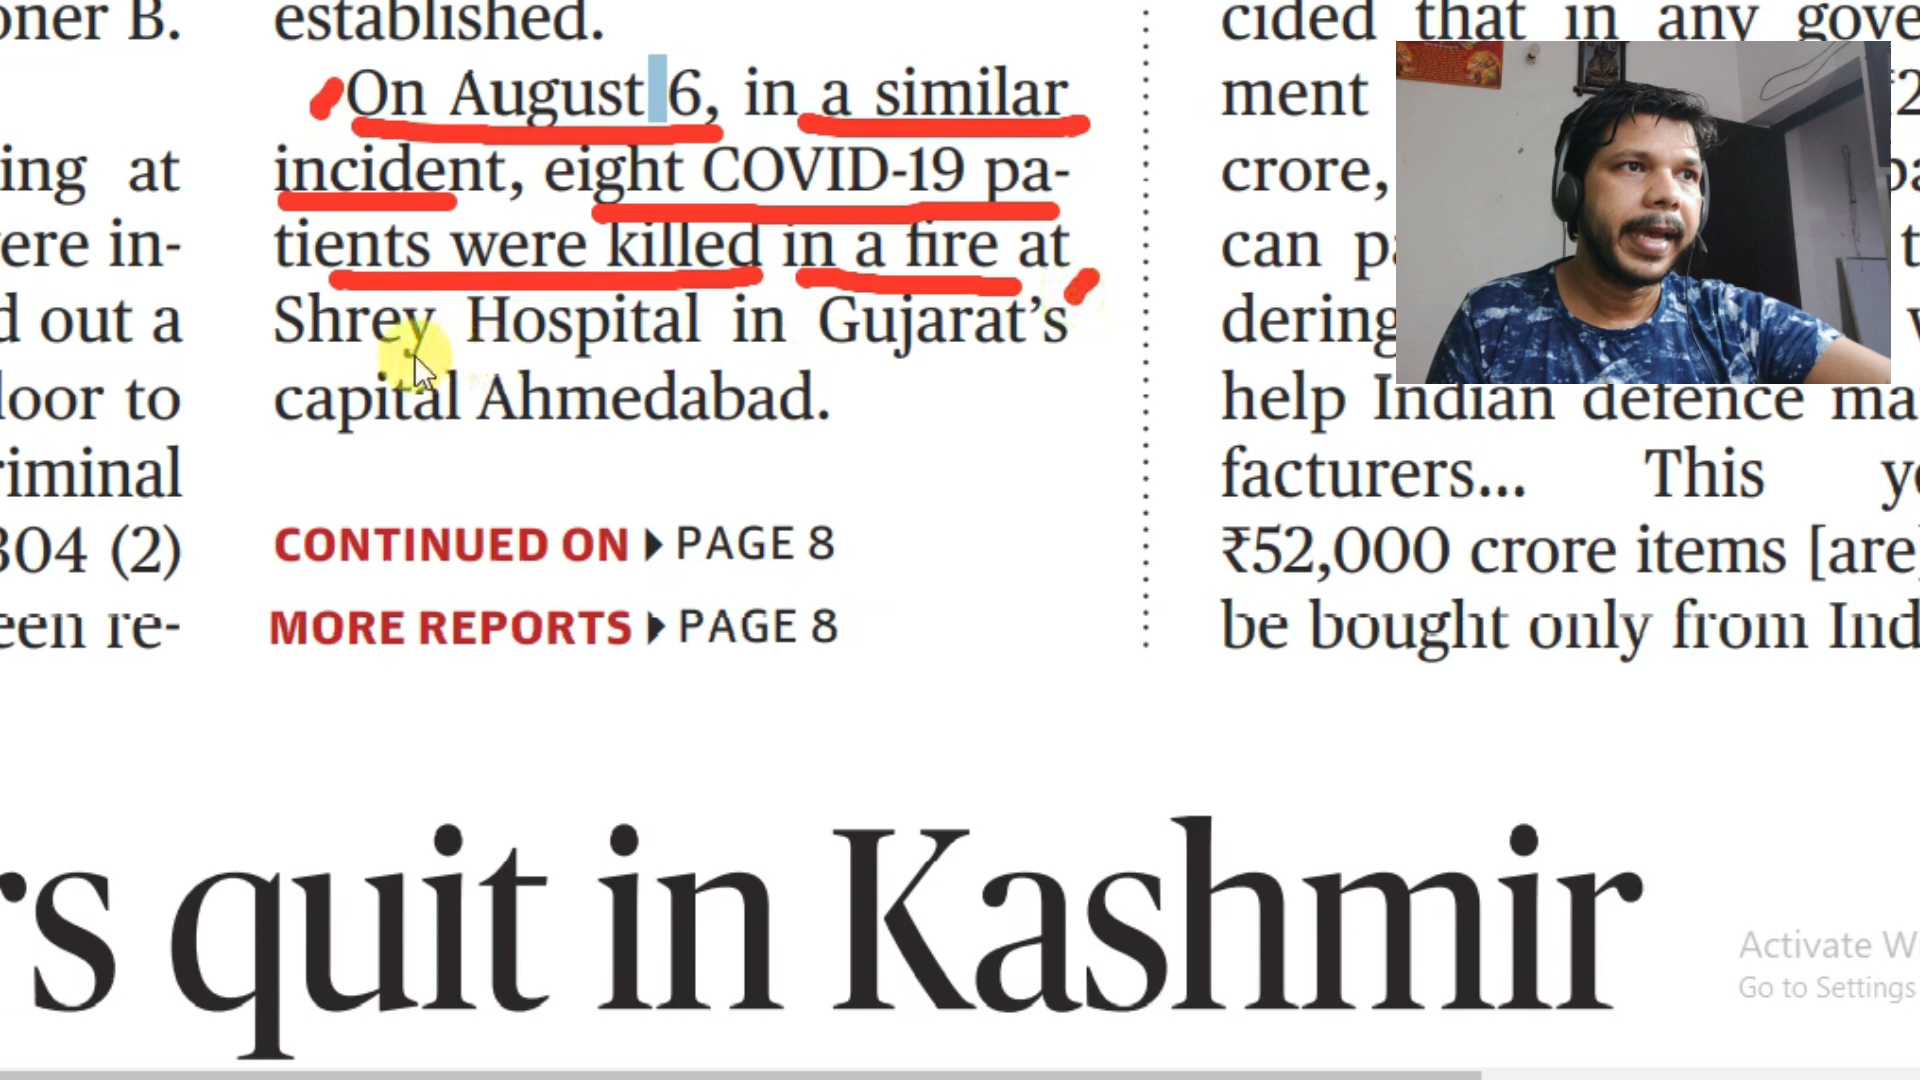 oner B.
ing at
ere in-
d out a
loor to
riminal
304 (2)
een re-
established.
On August 6, in a similar
incident, eight COVID-19 pa-
tients were killed in a fire at
Shrey Hospital in Gujarat's
capital Ahmedabad.
CONTINUED ON PAGE 8
MORE REPORTS PAGE 8
cided that in any gove
ment
crore,
can pa
dering
help Indian defence ma
facturers... This ye
₹52,000 crore items [are]
be bought only from Ind
rs quit in Kashmir
Activate W
Go to Settings